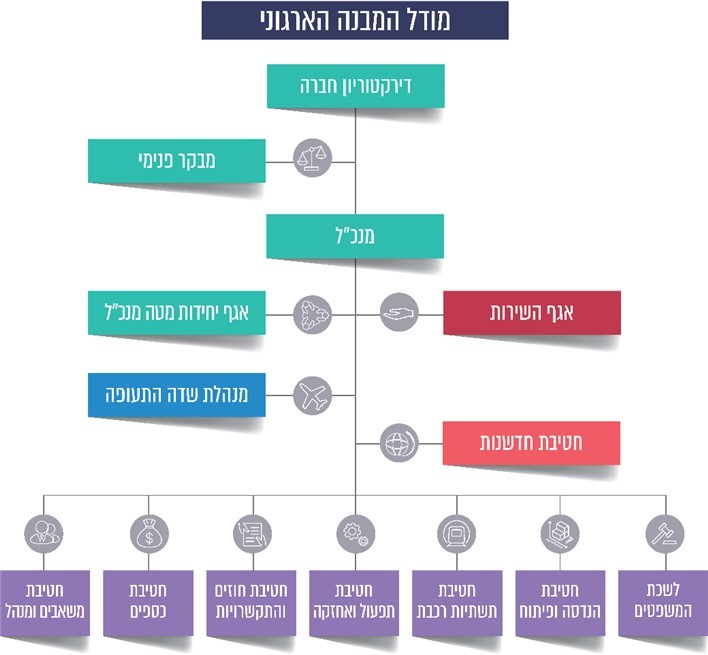 מודל המבנה הארגוני
דירקטוריון חברה
מבקר פנימי
מנכ"ל
אגף השירות
אגף יחידות מטה מנכ"ל
מנהלת שדה התעופה
חטיבת חדשנות
לשכת
המשפטים
חטיבת
הנדסה ופיתוח
חטיבת
תשתיות רכבת
חטיבת
תפעול ואחזקה
חטיבת חוזים
והתקשרויות
חטיבת
כספים
חטיבת
משאבים ומנהל